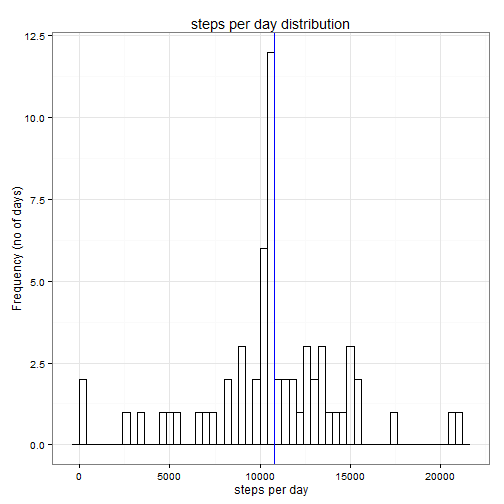 steps per day distribution
Frequency (no of days)
12.5
10.0
7.5
5.0
2.5
0.0
0 5000 10000 15000 20000
steps per day